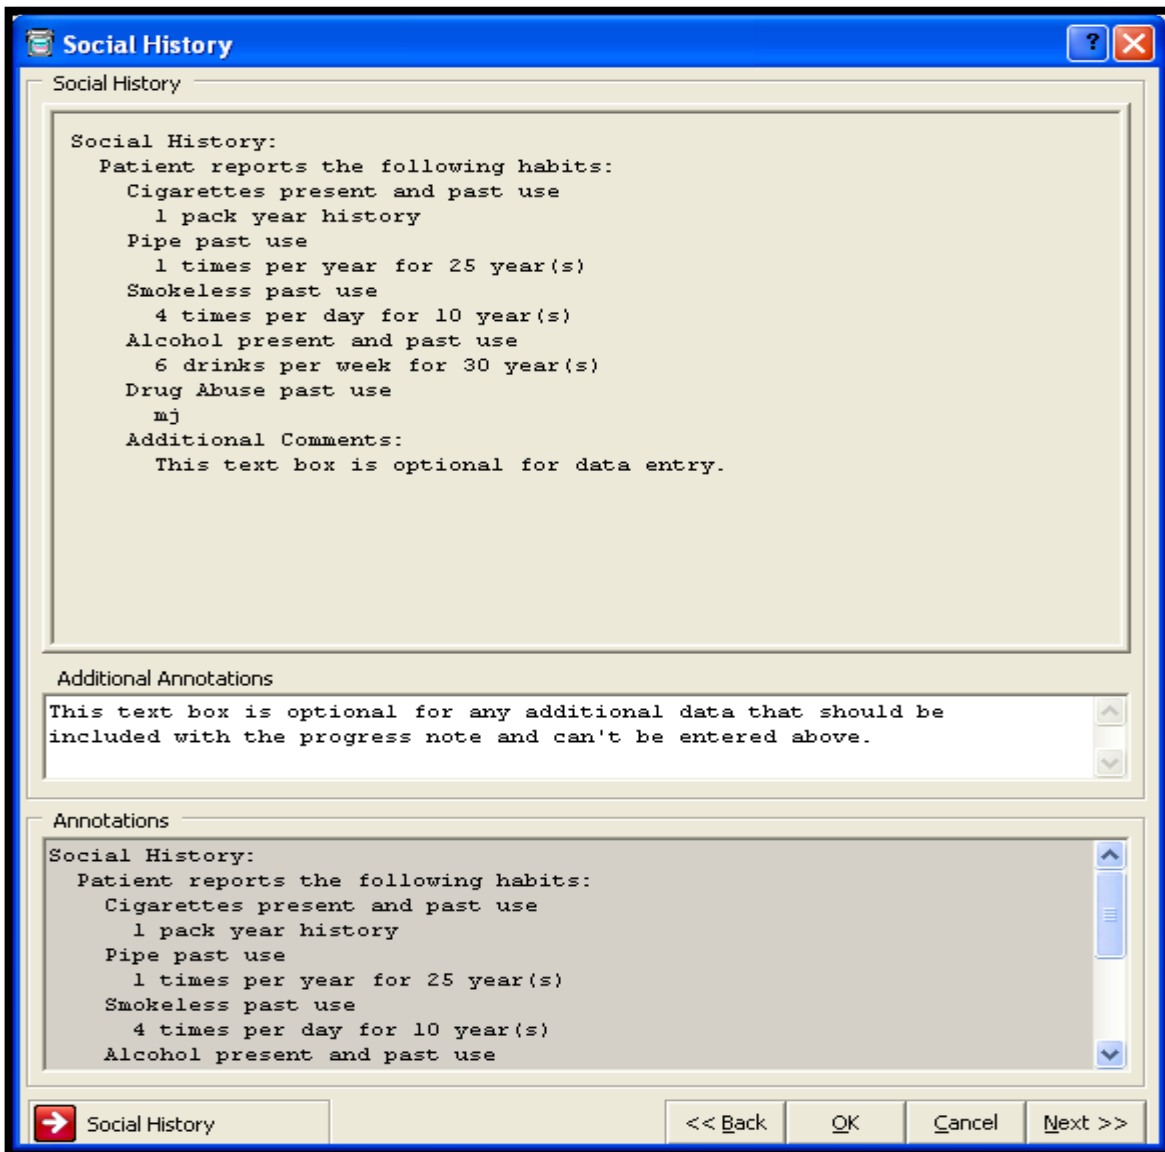 Social History
?
Social History
Social History:
Patient reports the following habits:
Cigarettes present and past use
1 pack year history
Pipe past use
1 times per year for 25 year(s)
Smokeless past use
4 times per day for 10 year(s)
Alcohol present and past use
6 drinks per week for 30 year(s)
Drug Abuse past use
mj
Additional Comments:
This text box is optional for data entry.
Additional Annotations
This text box is optional for any additional data that should be
included with the progress note and can't be entered above.
Annotations
Social History:
Patient reports the following habits:
Cigarettes present and past use
1 pack year history
Pipe past use
1 times per year for 25 year(s)
Smokeless past use
4 times per day for 10 year(s)
Alcohol present and past use
Social History
<< Back
OK
Cancel
Next >>